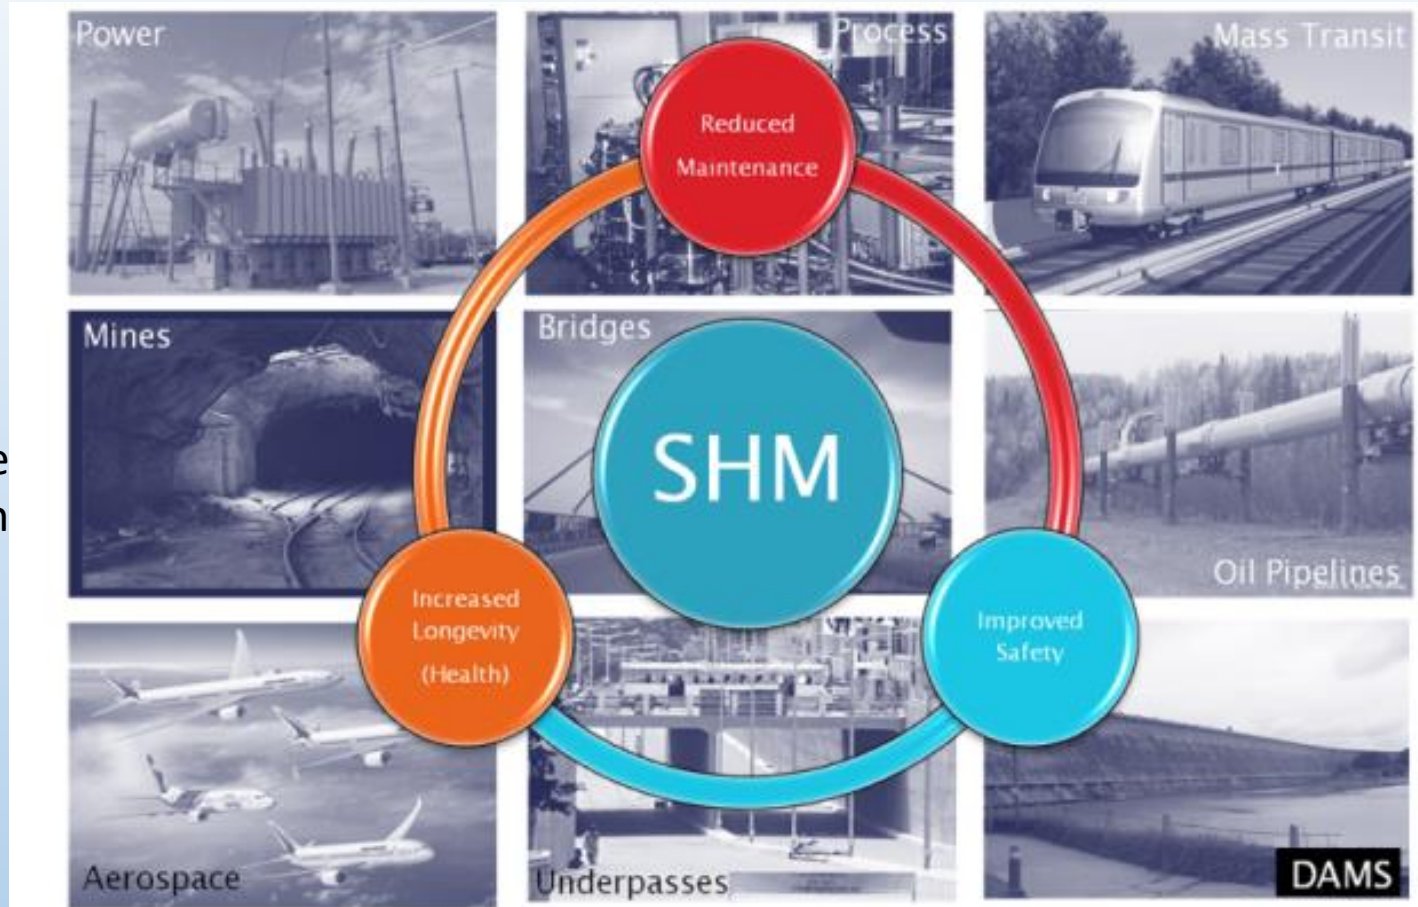 Power
Process
Mass Transit
Reduced
Maintenance
Mines
Bridges
SHM
e
n
Oil Pipelines
Increased
Longevity
(Health)
Improved
Safety
Aerospace
Underpasses
DAMS